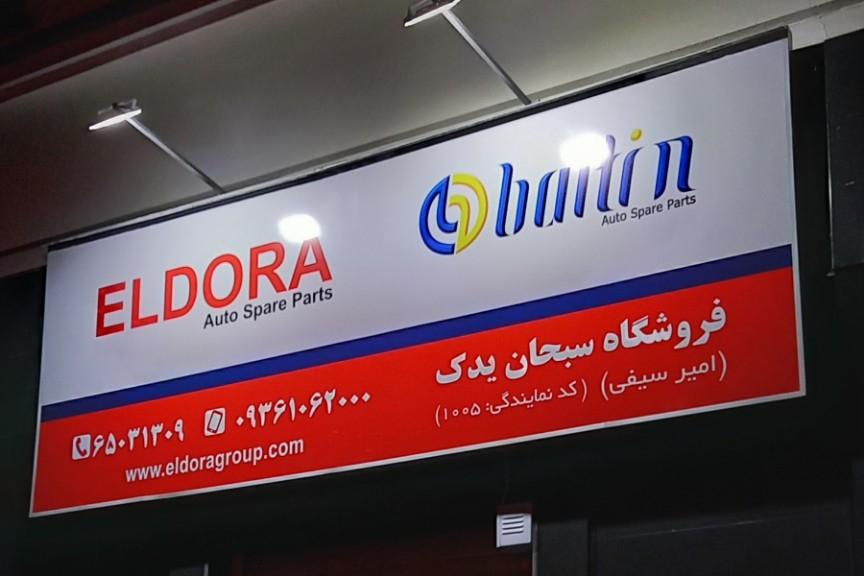 ELDORA
Auto Spare Parts
baitin
Auto Spare Parts
فروشگاه سبحان یدک
(امیر سیفی) (کد نمایندگی: ۱۰۰۵)
۶۵۰۳۱۳۰۹ ۰۹۳۶۱۰۶۲۰۰۰
www.eldoragroup.com